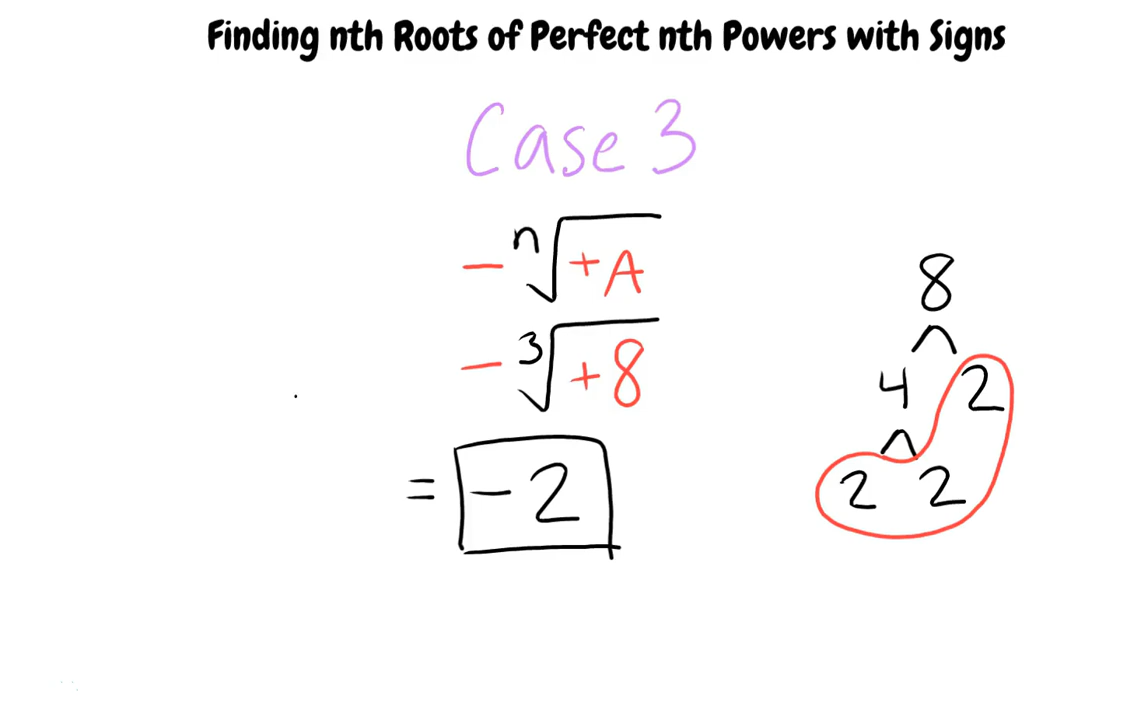 Finding nth Roots of Perfect nth Powers with Signs
Case 3
-ⁿ√+A
-³√+8
= -2
8
4 2
2 2